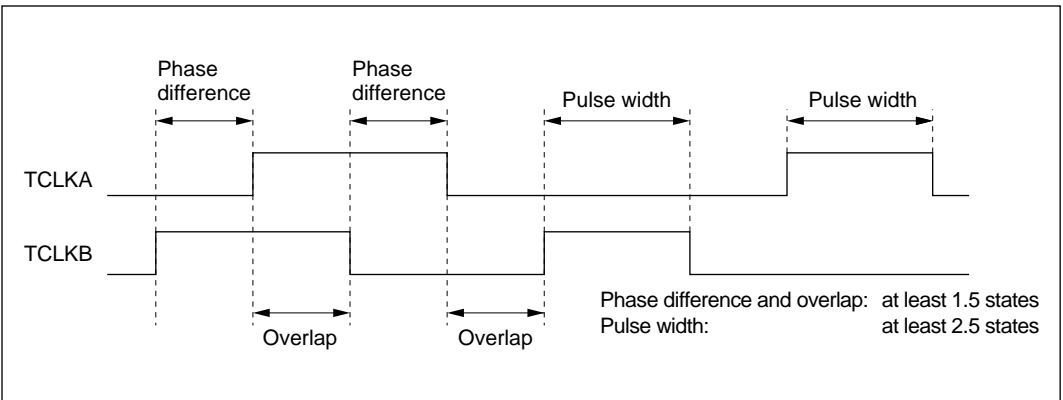 Phase
difference
Phase
difference
Pulse width
Pulse width
TCLKA
TCLKB
Overlap
Overlap
Phase difference and overlap: at least 1.5 states
Pulse width: at least 2.5 states